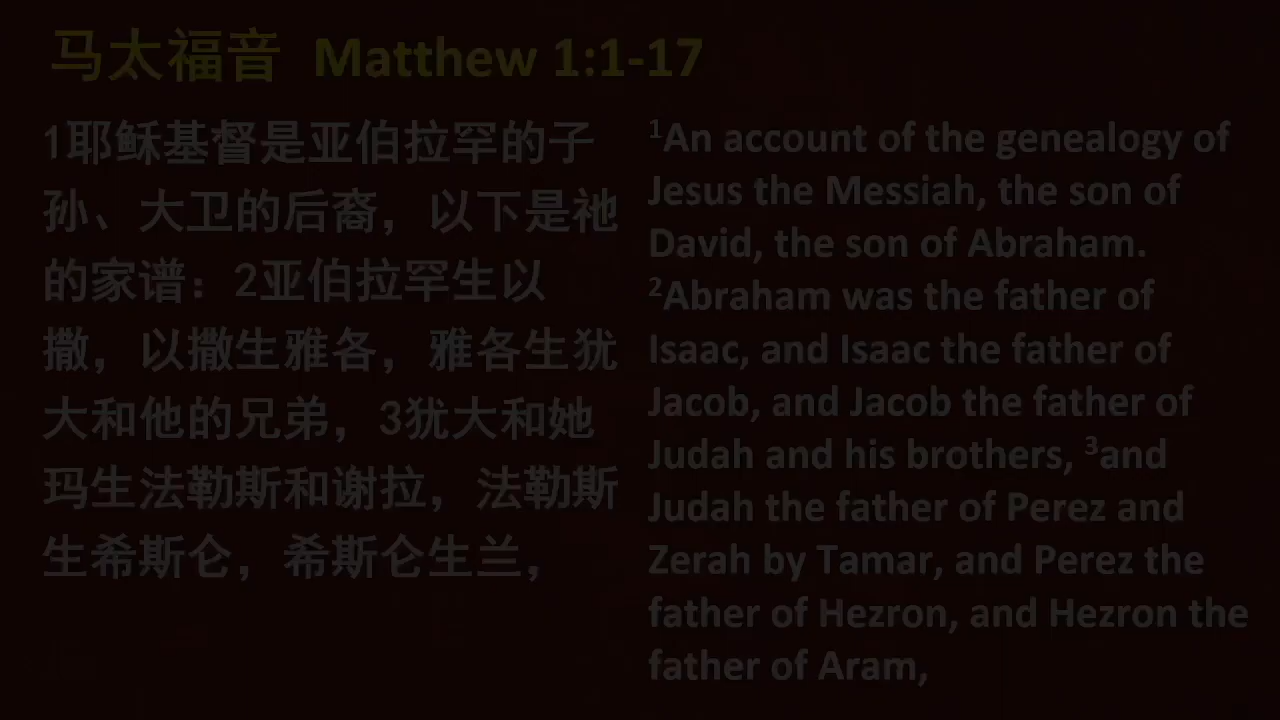 马太福音 Matthew 1:1-17
1耶稣基督是亚伯拉罕的子
孙、大卫的后裔，以下是祂
的家谱：2亚伯拉罕生以
撒，以撒生雅各，雅各生犹
大和他的兄弟，3犹大和她
玛生法勒斯和谢拉，法勒斯
生希斯仑，希斯仑生兰，
1An account of the genealogy of
Jesus the Messiah, the son of
David, the son of Abraham.
2Abraham was the father of
Isaac, and Isaac the father of
Jacob, and Jacob the father of
Judah and his brothers, 3and
Judah the father of Perez and
Zerah by Tamar, and Perez the
father of Hezron, and Hezron the
father of Aram,